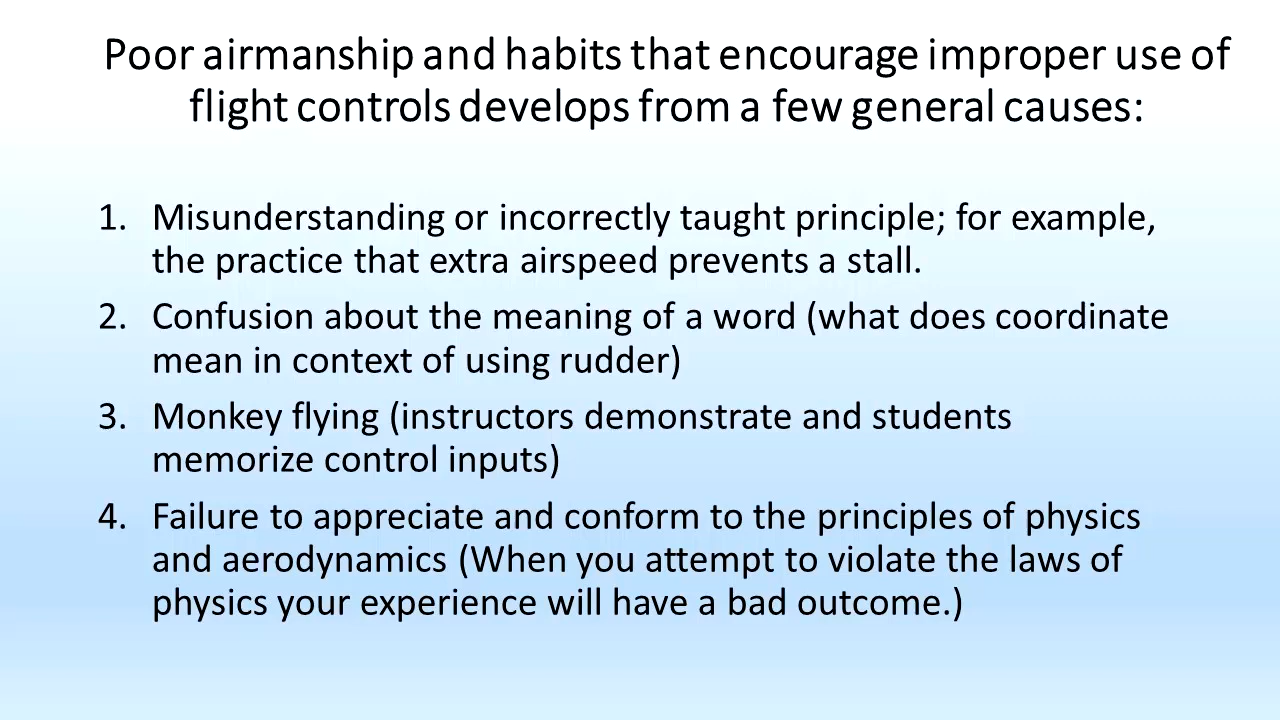 Poor airmanship and habits that encourage improper use of
flight controls develops from a few general causes:
1. Misunderstanding or incorrectly taught principle; for example,
the practice that extra airspeed prevents a stall.
2. Confusion about the meaning of a word (what does coordinate
mean in context of using rudder)
3. Monkey flying (instructors demonstrate and students
memorize control inputs)
4. Failure to appreciate and conform to the principles of physics
and aerodynamics (When you attempt to violate the laws of
physics your experience will have a bad outcome.)